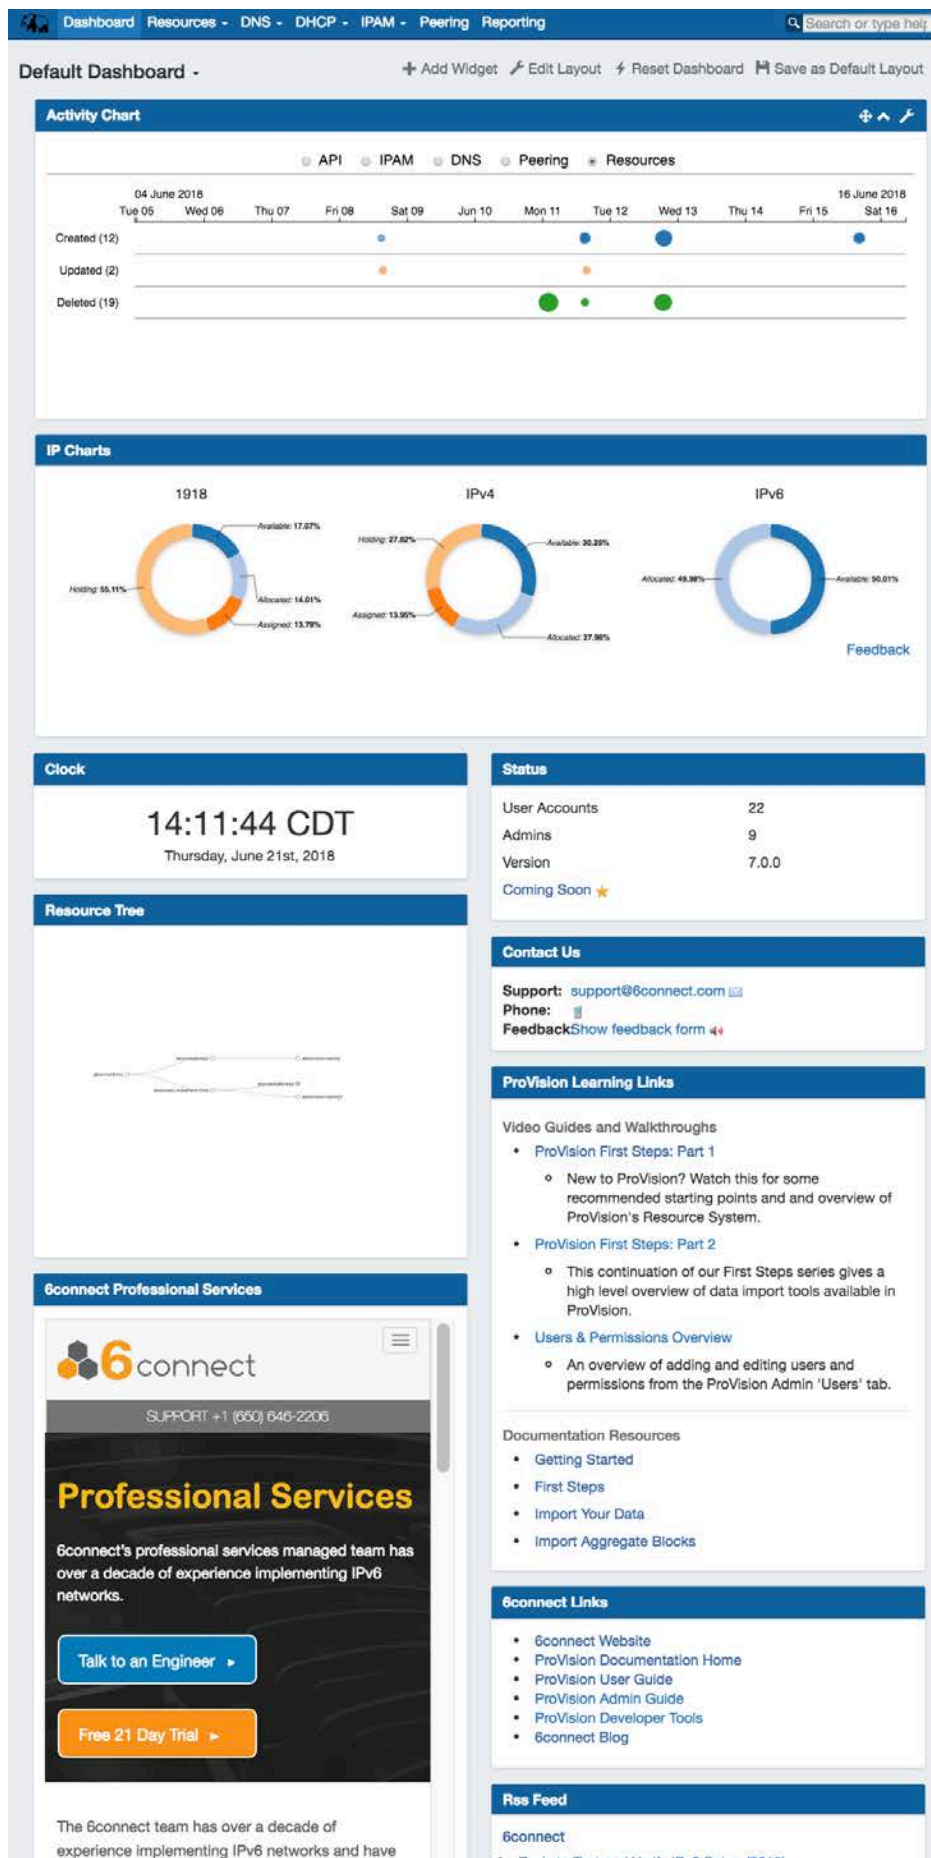 Dashboard Resources DNS DHCP IPAM Peering Reporting
Search or type help
Default Dashboard
Add Widget Edit Layout Reset Dashboard Save as Default Layout
Activity Chart
API IPAM DNS Peering Resources
04 June 2018 16 June 2018
Tue 05 Wed 06 Thu 07 Fri 08 Sat 09 Jun 10 Mon 11 Tue 12 Wed 13 Thu 14 Fri 15 Sat 16
Created (12)
Updated (2)
Deleted (19)
IP Charts
1918
Available: 17.07%
Holding: 55.11%
Allocated: 14.01%
Assigned: 13.79%
IPv4
Holding: 27.82%
Available: 30.25%
Assigned: 13.95%
Allocated: 27.96%
IPv6
Allocated: 49.98%
Available: 50.01%
Feedback
Clock
14:11:44 CDT
Thursday, June 21st, 2018
Resource Tree
6connect Professional Services
6connect
SUPPORT +1 (650) 646-2206
Professional Services
6connect's professional services managed team has
over a decade of experience implementing IPv6
networks.
Talk to an Engineer
Free 21 Day Trial
The 6connect team has over a decade of
experience implementing IPv6 networks and have
Status
User Accounts 22
Admins 9
Version 7.0.0
Coming Soon
Contact Us
Support: support@6connect.com
Phone:
Feedback: Show feedback form
ProVision Learning Links
Video Guides and Walkthroughs
• ProVision First Steps: Part 1
New to ProVision? Watch this for some
recommended starting points and and overview of
ProVision's Resource System.
• ProVision First Steps: Part 2
This continuation of our First Steps series gives a
high level overview of data import tools available in
ProVision.
• Users & Permissions Overview
An overview of adding and editing users and
permissions from the ProVision Admin 'Users' tab.
Documentation Resources
• Getting Started
• First Steps
• Import Your Data
• Import Aggregate Blocks
6connect Links
• 6connect Website
• ProVision Documentation Home
• ProVision User Guide
• ProVision Admin Guide
• ProVision Developer Tools
• 6connect Blog
Rss Feed
6connect